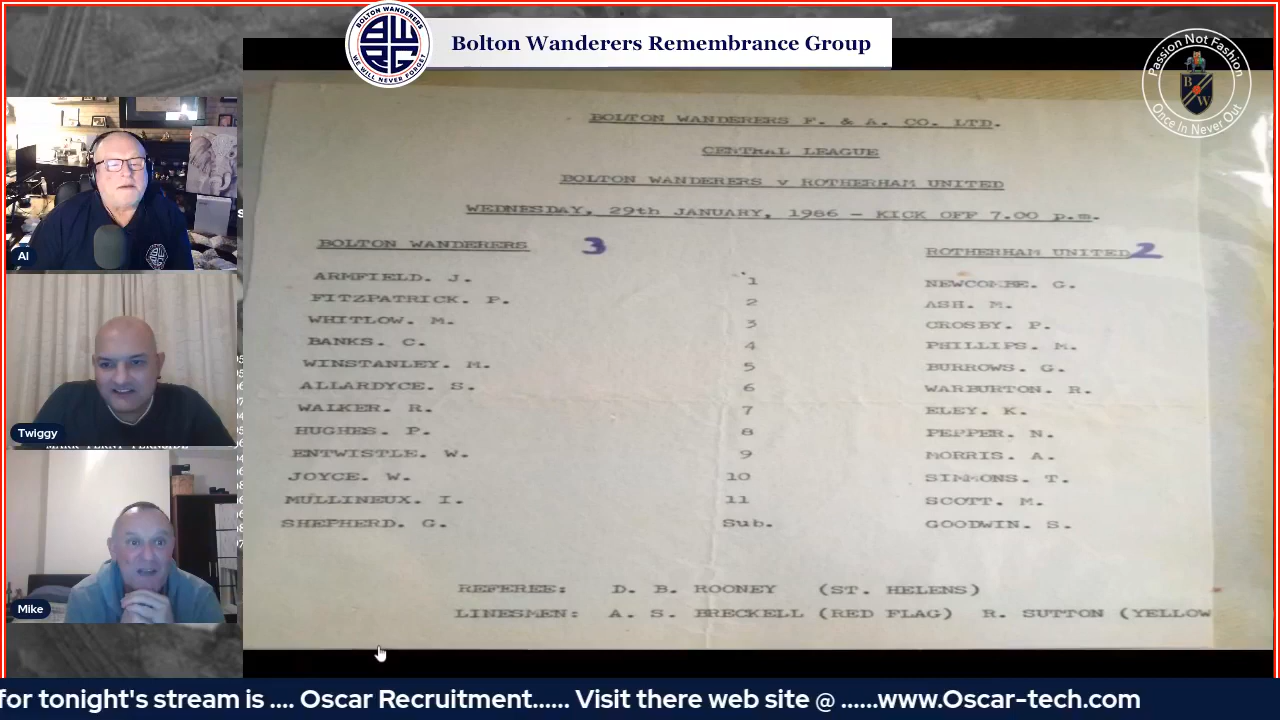 BOLTON WANDERERS
WE WILL NEVER FORGET
Bolton Wanderers Remembrance Group
Passion Not Fashion
B W
Once In Never Out
BOLTON WANDERERS F. & A. CO. LTD.
CENTRAL LEAGUE
BOLTON WANDERERS v ROTHERHAM UNITED
WEDNESDAY, 29th JANUARY, 1986 - KICK OFF 7.00 p.m.
BOLTON WANDERERS 3 ROTHERHAM UNITED 2
ARMFIELD. J. 1 NEWCOMBE. G.
FITZPATRICK. P. 2 ASH. M.
WHITLOW. M. 3 CROSBY. P.
BANKS. C. 4 PHILLIPS. M.
WINSTANLEY. M. 5 BURROWS. G.
ALLARDYCE. S. 6 WARBURTON. R.
WALKER. R. 7 ELEY. K.
HUGHES. P. 8 PEPPER. N.
ENTWISTLE. W. 9 MORRIS. A.
JOYCE. W. 10 SIMMONS. T.
MULLINEUX. I. 11 SCOTT. M.
SHEPHERD. G. Sub. GOODWIN. S.
REFEREE: D. B. ROONEY (ST. HELENS)
LINESMEN: A. S. BRECKELL (RED FLAG) R. SUTTON (YELLOW
Al
Twiggy
Mike
for tonight's stream is .... Oscar Recruitment...... Visit there web site @ ......www.Oscar-tech.com